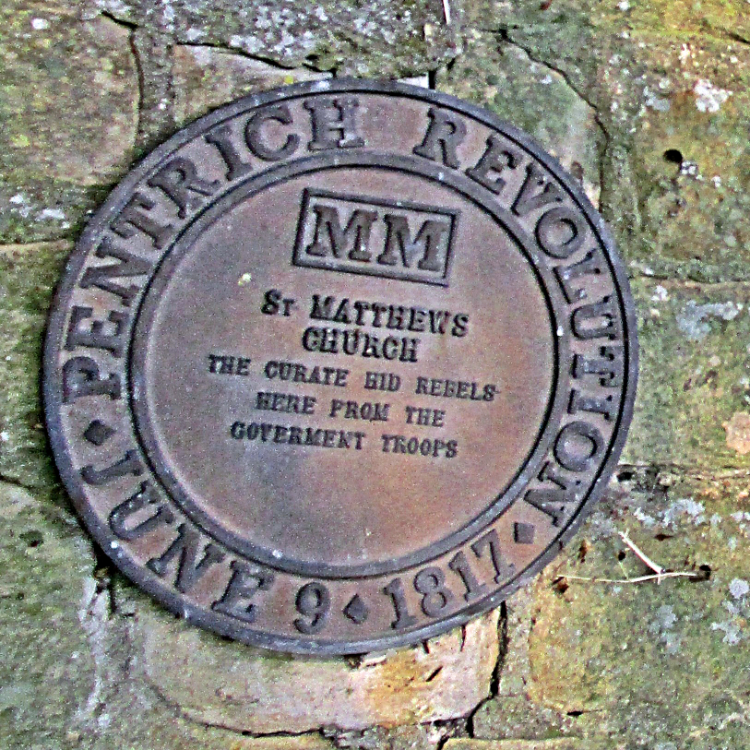 PENTRICH REVOLUTION
MM
ST MATTHEWS
CHURCH
THE CURATE HID REBELS
HERE FROM THE
GOVERMENT TROOPS
JUNE 9 1817